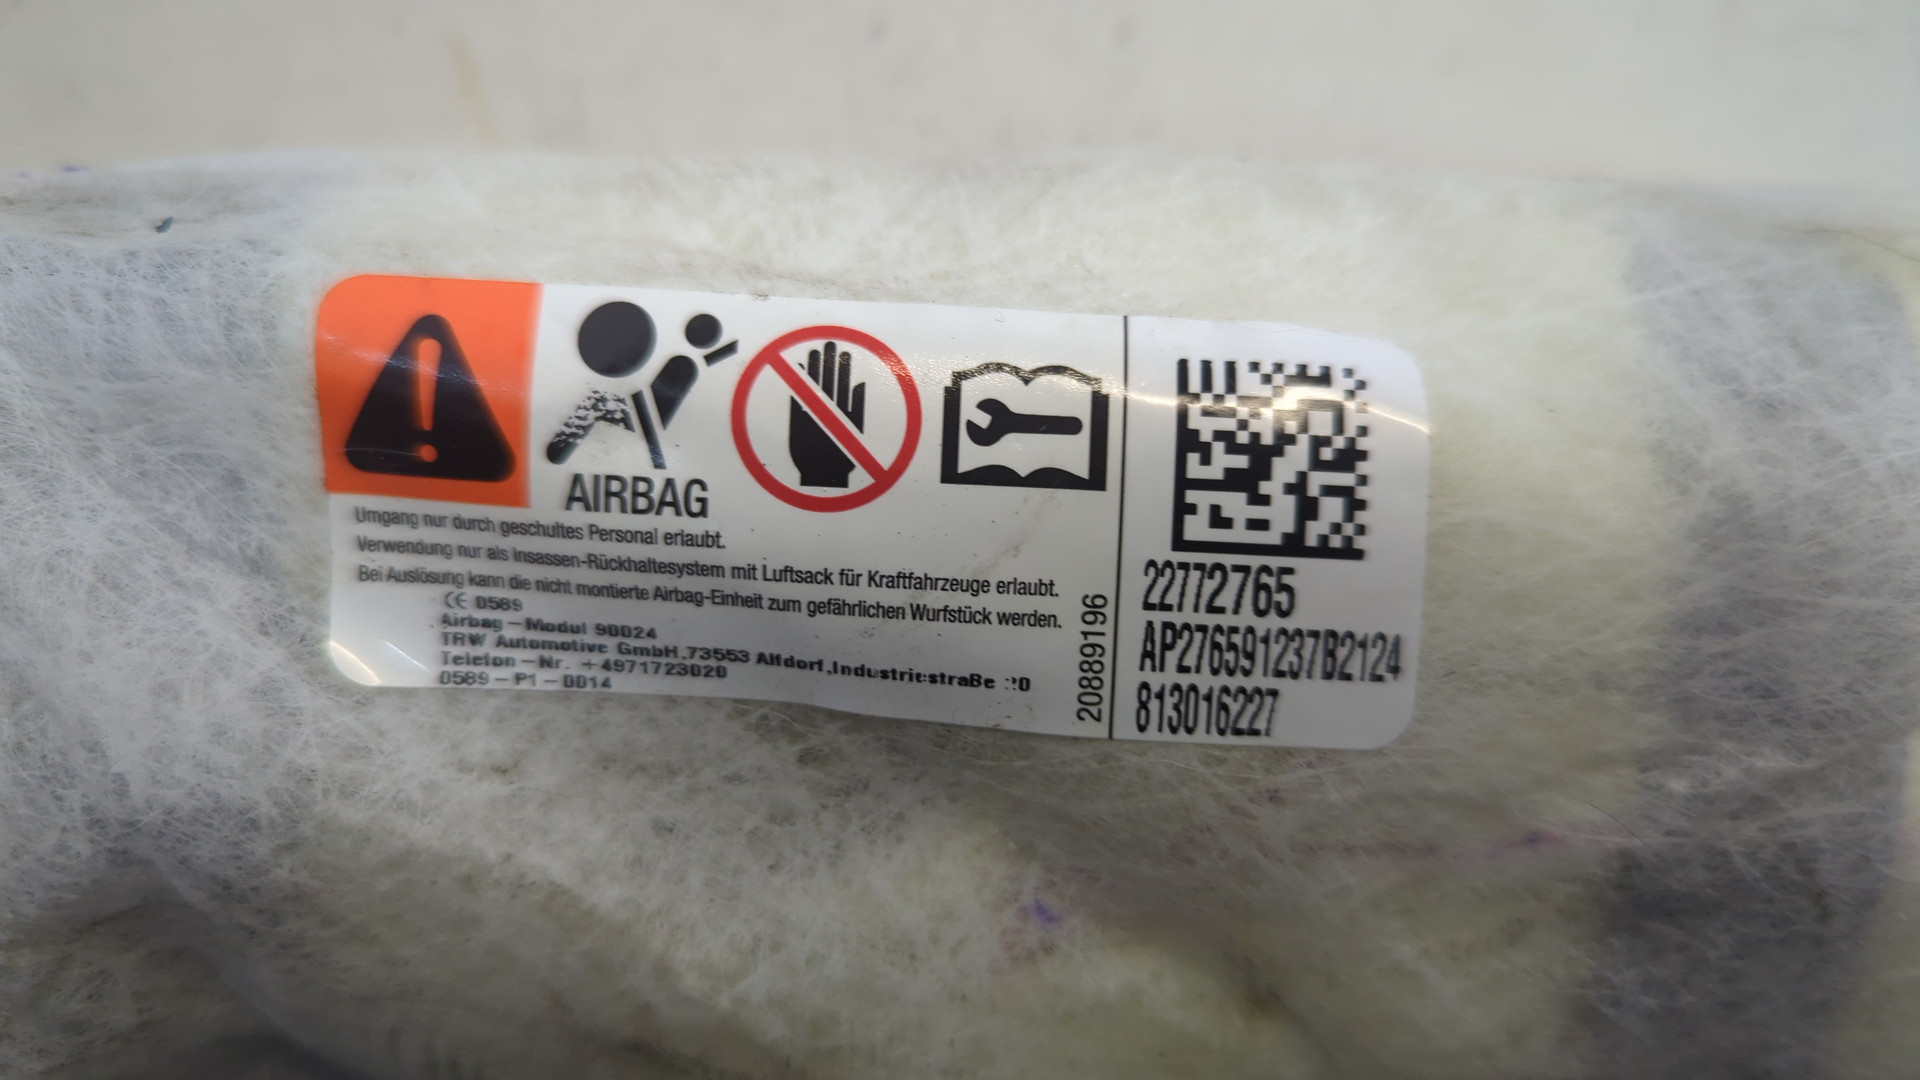 AIRBAG
Umgang nur durch geschultes Personal erlaubt.
Verwendung nur als Insassen-Rückhaltesystem mit Luftsack für Kraftfahrzeuge erlaubt.
Bei Auslösung kann die nicht montierte Airbag-Einheit zum gefährlichen Wurfstück werden.
CE 0589
Airbag-Modul 90024
TRW Automotive GmbH,73553 Alfdorf,Industriestraße 20
Telefon-Nr. +4971723020
0589-P1-0014
20889196
22772765
AP276591237B2124
813016227